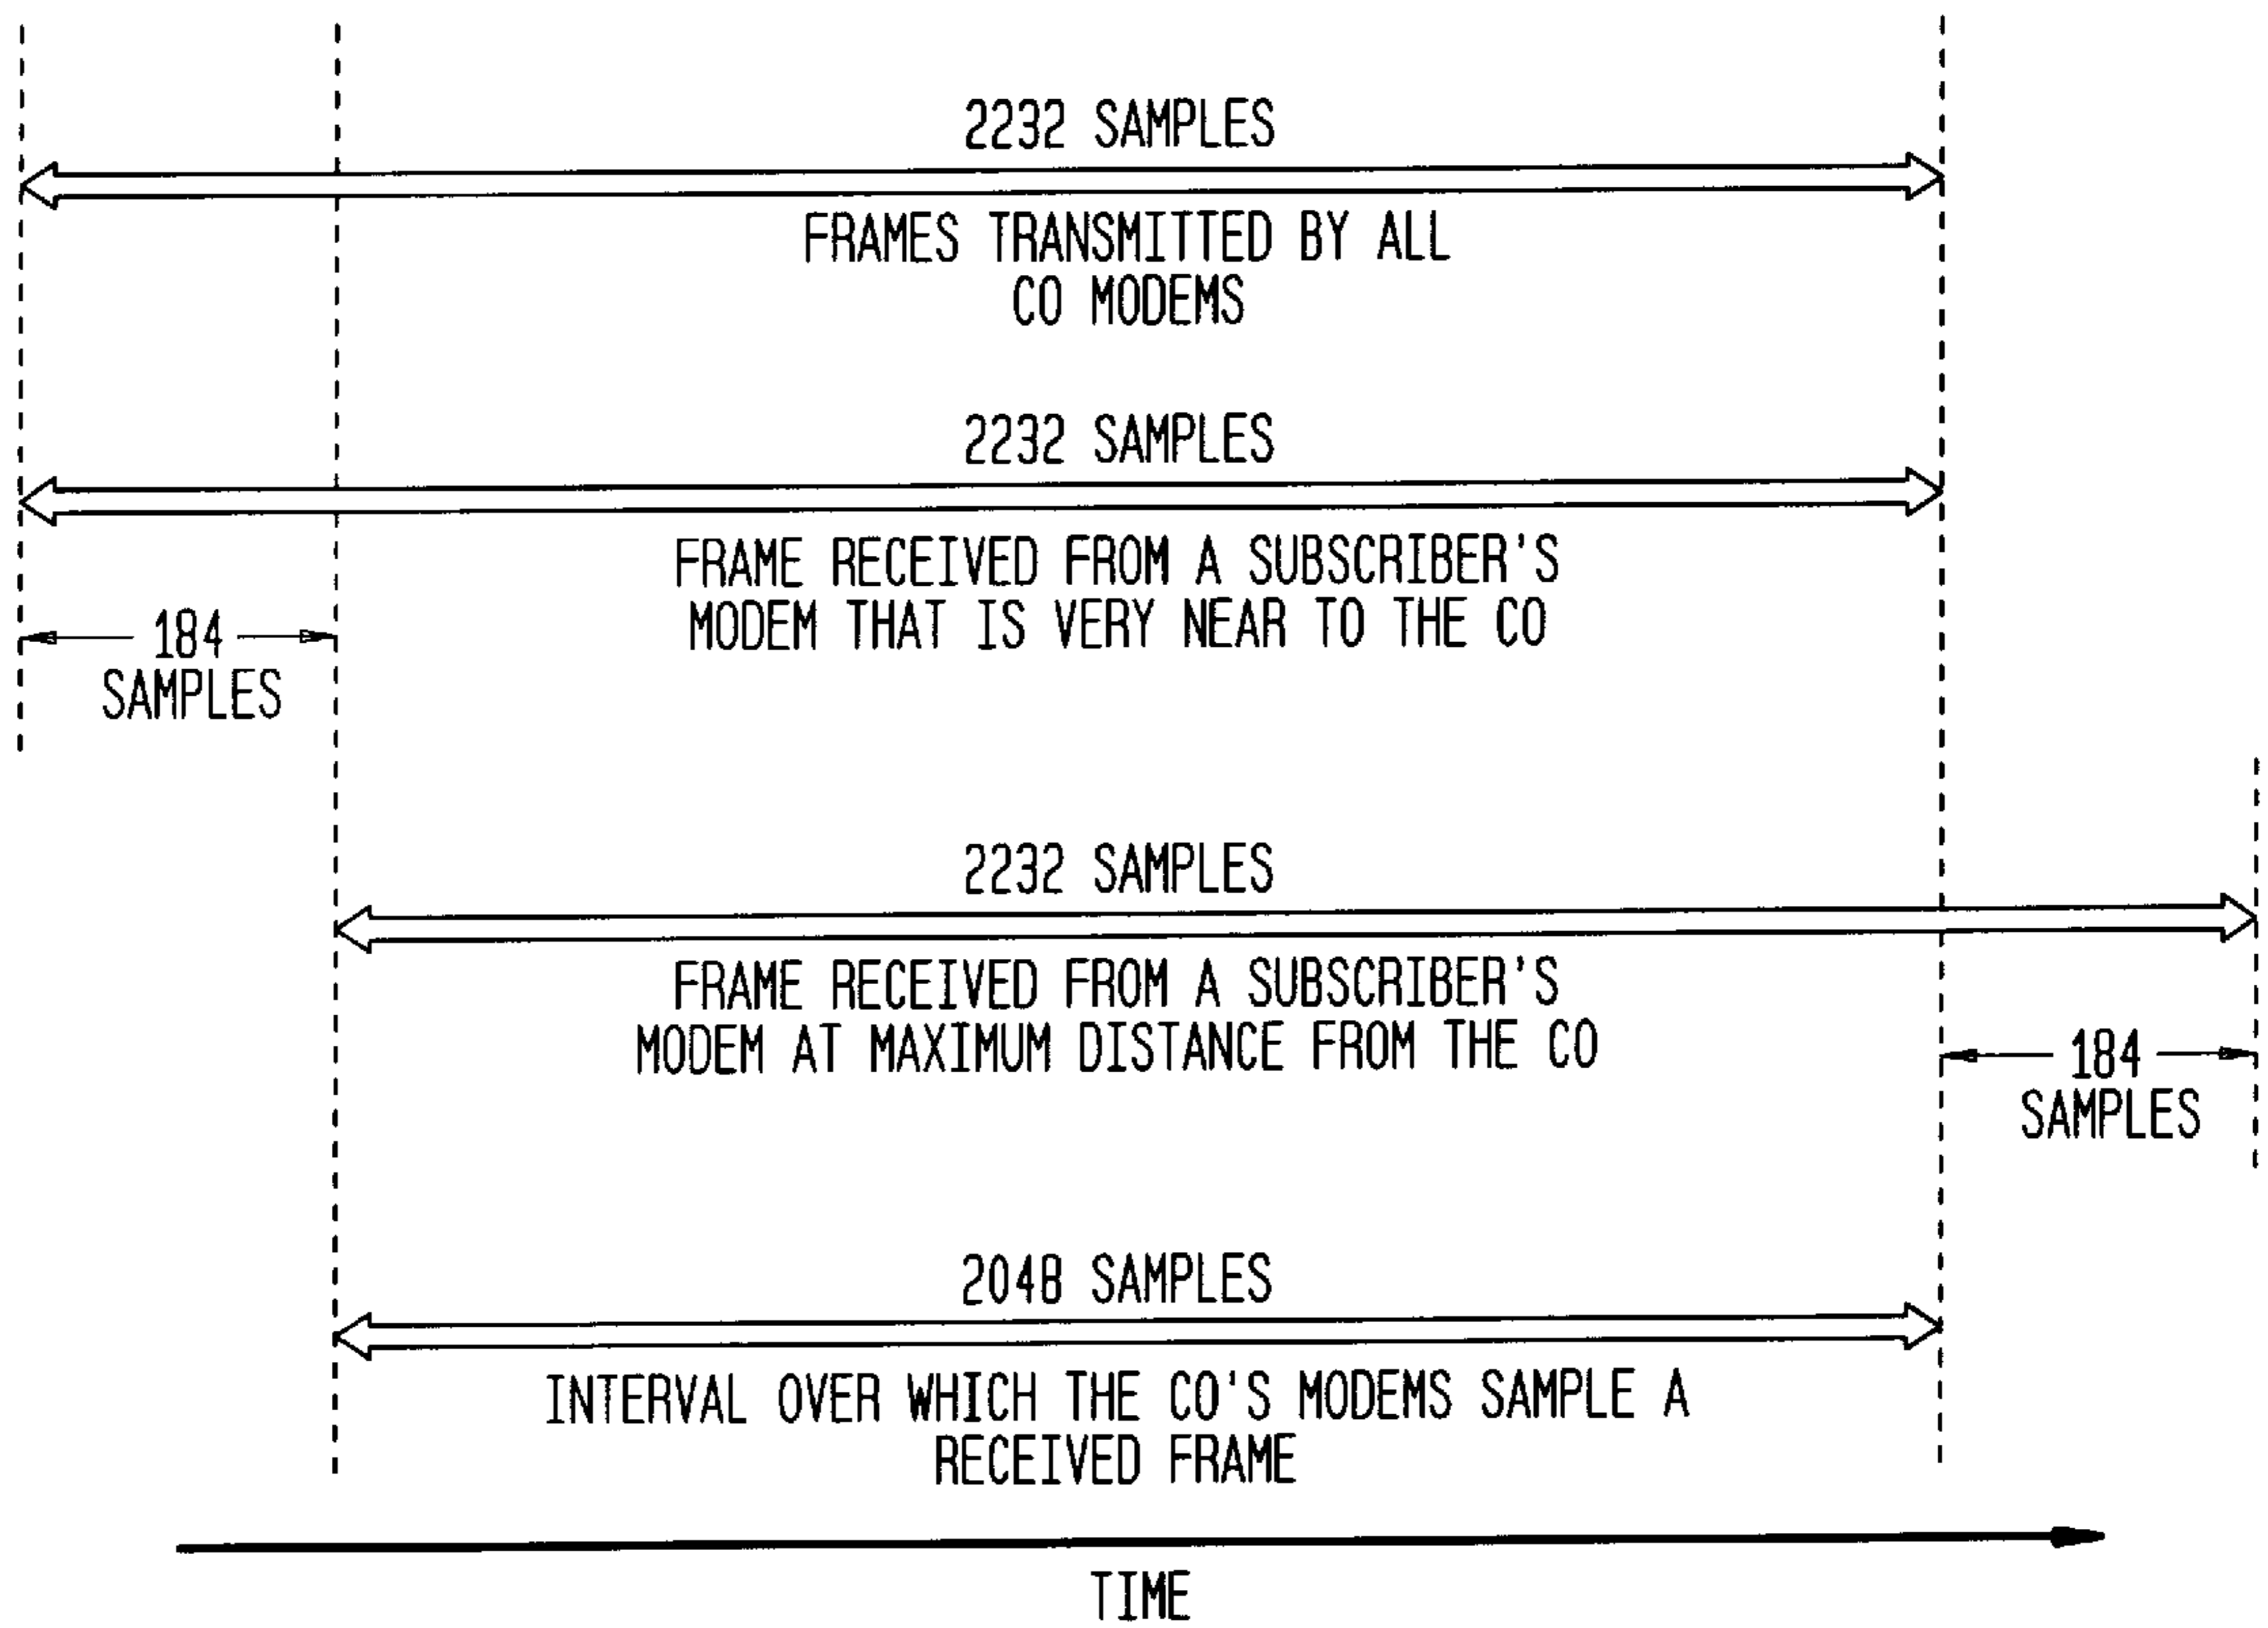 2232 SAMPLES
FRAMES TRANSMITTED BY ALL
CO MODEMS
2232 SAMPLES
FRAME RECEIVED FROM A SUBSCRIBER'S
MODEM THAT IS VERY NEAR TO THE CO
184
SAMPLES
2232 SAMPLES
FRAME RECEIVED FROM A SUBSCRIBER'S
MODEM AT MAXIMUM DISTANCE FROM THE CO
184
SAMPLES
2048 SAMPLES
INTERVAL OVER WHICH THE CO'S MODEMS SAMPLE A
RECEIVED FRAME
TIME